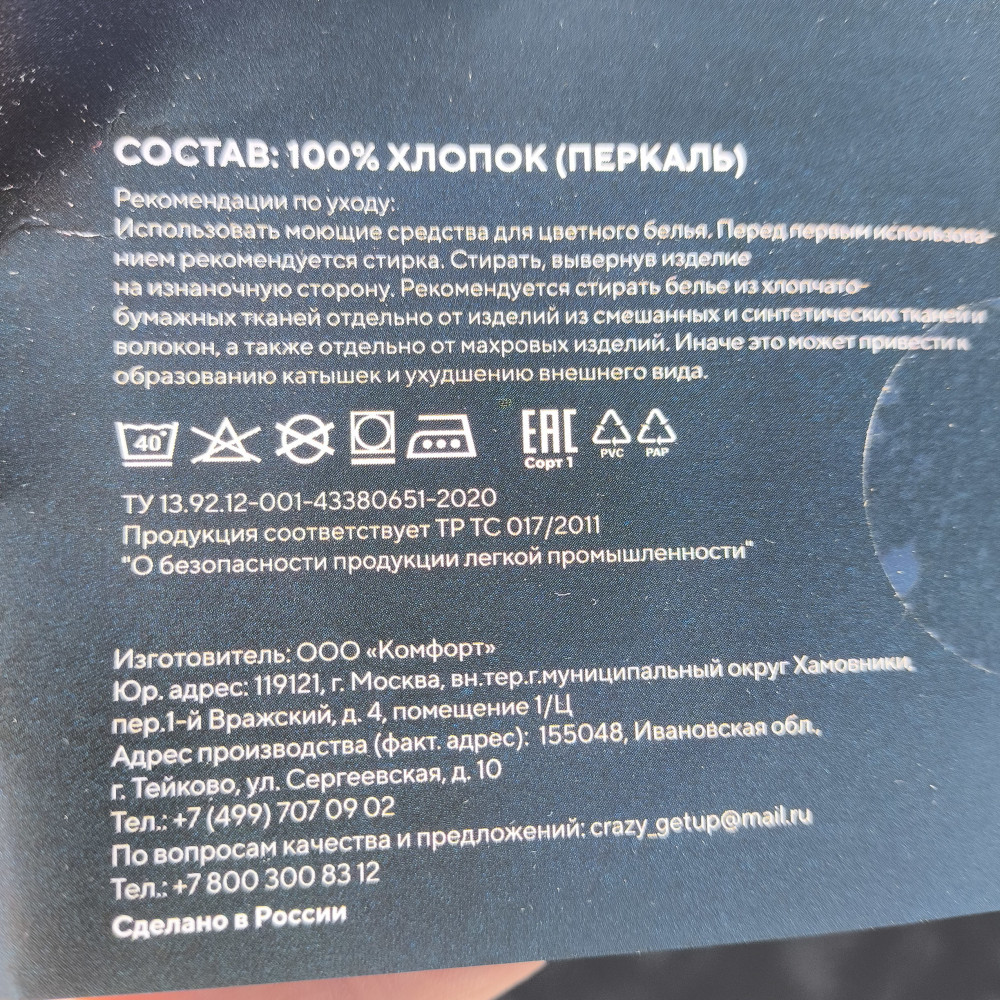 СОСТАВ: 100% ХЛОПОК (ПЕРКАЛЬ)
Рекомендации по уходу:
Использовать моющие средства для цветного белья. Перед первым использова-
нием рекомендуется стирка. Стирать, вывернув изделие
на изнаночную сторону. Рекомендуется стирать белье из хлопчато-
бумажных тканей отдельно от изделий из смешанных и синтетических тканей и
волокон, а также отдельно от махровых изделий. Иначе это может привести к
образованию катышек и ухудшению внешнего вида.
40°
EAC
Сорт 1
PVC
PAP
ТУ 13.92.12-001-43380651-2020
Продукция соответствует ТР ТС 017/2011
"О безопасности продукции легкой промышленности"
Изготовитель: ООО «Комфорт»
Юр. адрес: 119121, г. Москва, вн.тер.г.муниципальный округ Хамовники,
пер.1-й Вражский, д. 4, помещение 1/Ц
Адрес производства (факт. адрес): 155048, Ивановская обл.,
г. Тейково, ул. Сергеевская, д. 10
Тел.: +7 (499) 707 09 02
По вопросам качества и предложений: crazy_getup@mail.ru
Тел.: +7 800 300 83 12
Сделано в России